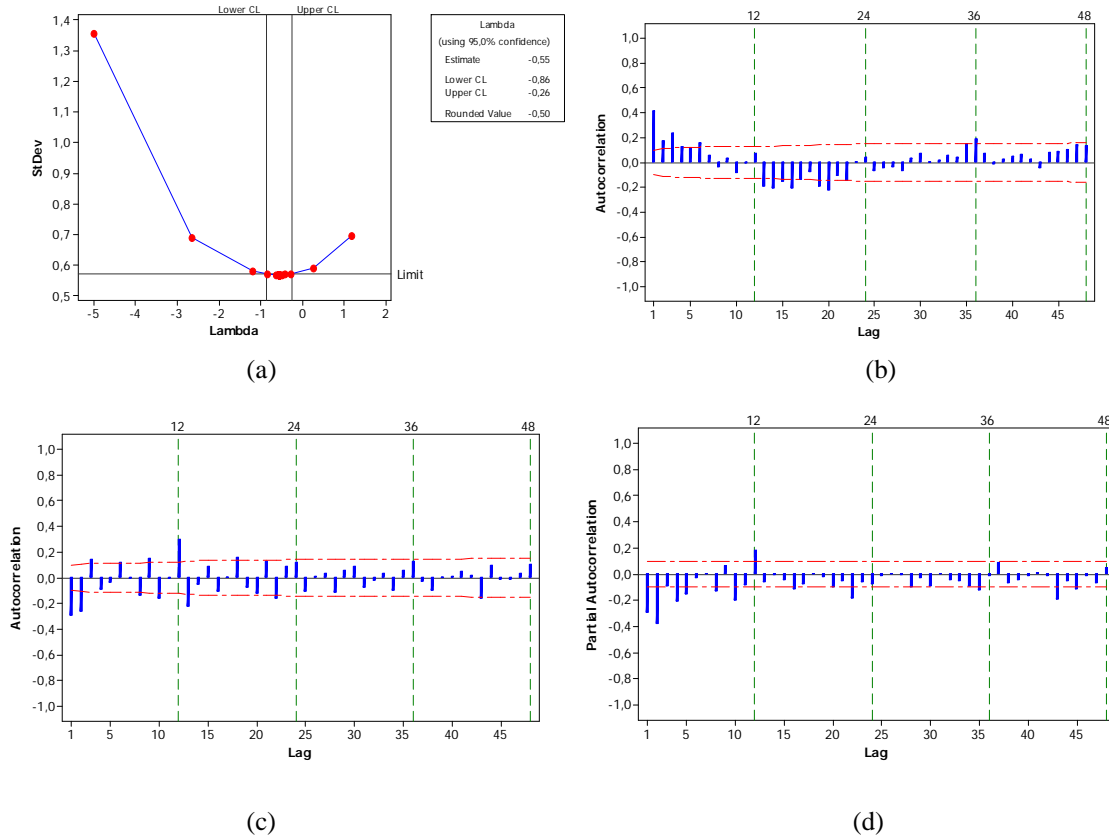 Lower CL Upper CL
1,4
1,3
1,2
1,1
1,0
0,9
0,8
0,7
0,6
0,5
StDev
Limit
-5 -4 -3 -2 -1 0 1 2
Lambda
Lambda
(using 95,0% confidence)
Estimate -0,55
Lower CL -0,86
Upper CL -0,26
Rounded Value -0,50
(a)
12 24 36 48
1,0
0,8
0,6
0,4
0,2
0,0
-0,2
-0,4
-0,6
-0,8
-1,0
Autocorrelation
1 5 10 15 20 25 30 35 40 45
Lag
(b)
12 24 36 48
1,0
0,8
0,6
0,4
0,2
0,0
-0,2
-0,4
-0,6
-0,8
-1,0
Autocorrelation
1 5 10 15 20 25 30 35 40 45
Lag
(c)
12 24 36 48
1,0
0,8
0,6
0,4
0,2
0,0
-0,2
-0,4
-0,6
-0,8
-1,0
Partial Autocorrelation
1 5 10 15 20 25 30 35 40 45
Lag
(d)